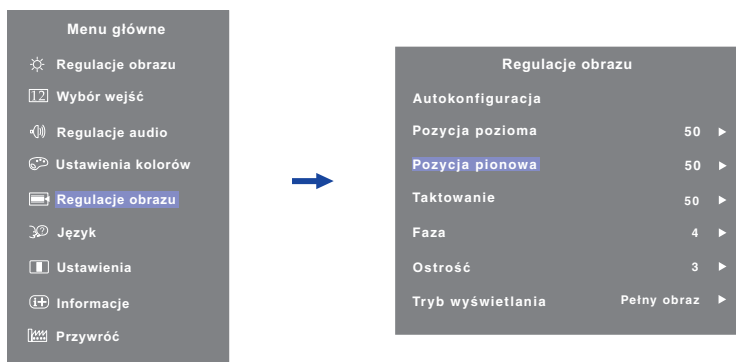 Menu główne
Regulacje obrazu
12 Wybór wejść
Regulacje audio
Ustawienia kolorów
Regulacje obrazu
Język
Ustawienia
Informacje
Przywróć
Regulacje obrazu
Autokonfiguracja
Pozycja pozioma 50
Pozycja pionowa 50
Taktowanie 50
Faza 4
Ostrość 3
Tryb wyświetlania Pełny obraz